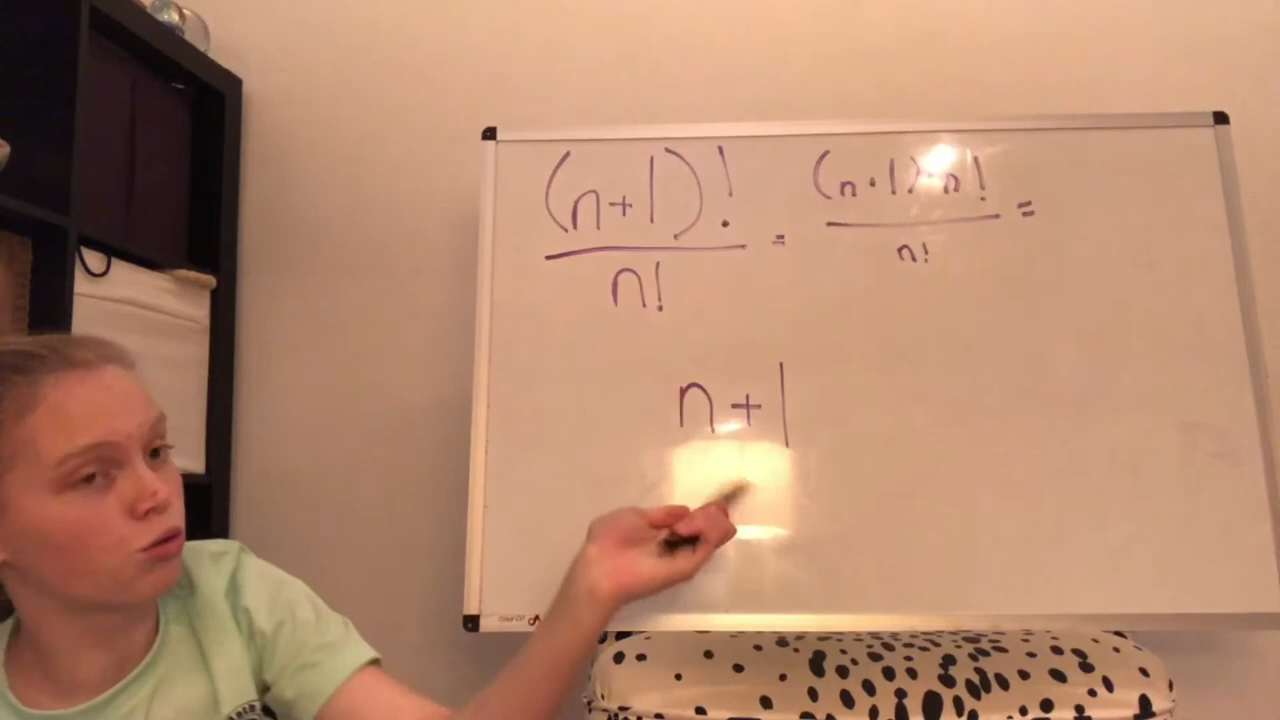 (n+1)! / n! = (n+1) · n! / n! =
n+1